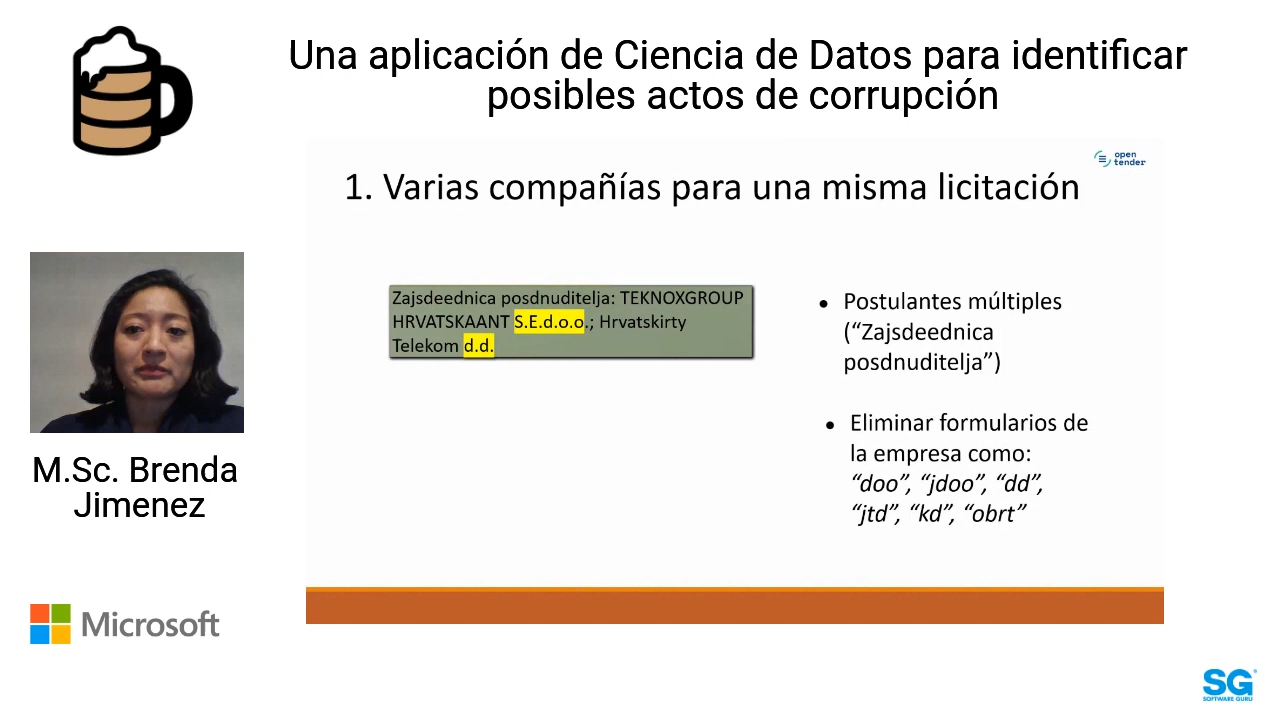 Una aplicación de Ciencia de Datos para identificar
posibles actos de corrupción
open
tender
1. Varias compañías para una misma licitación
Zajsdeednica posdnuditelja: TEKNOXGROUP
HRVATSKAANT S.E.d.o.o.; Hrvatskirty
Telekom d.d.
• Postulantes múltiples
(“Zajsdeednica
posdnuditelja”)
• Eliminar formularios de
la empresa como:
“doo”, “jdoo”, “dd”,
“jtd”, “kd”, “obrt”
M.Sc. Brenda
Jimenez
Microsoft
SG
SOFTWARE GURU